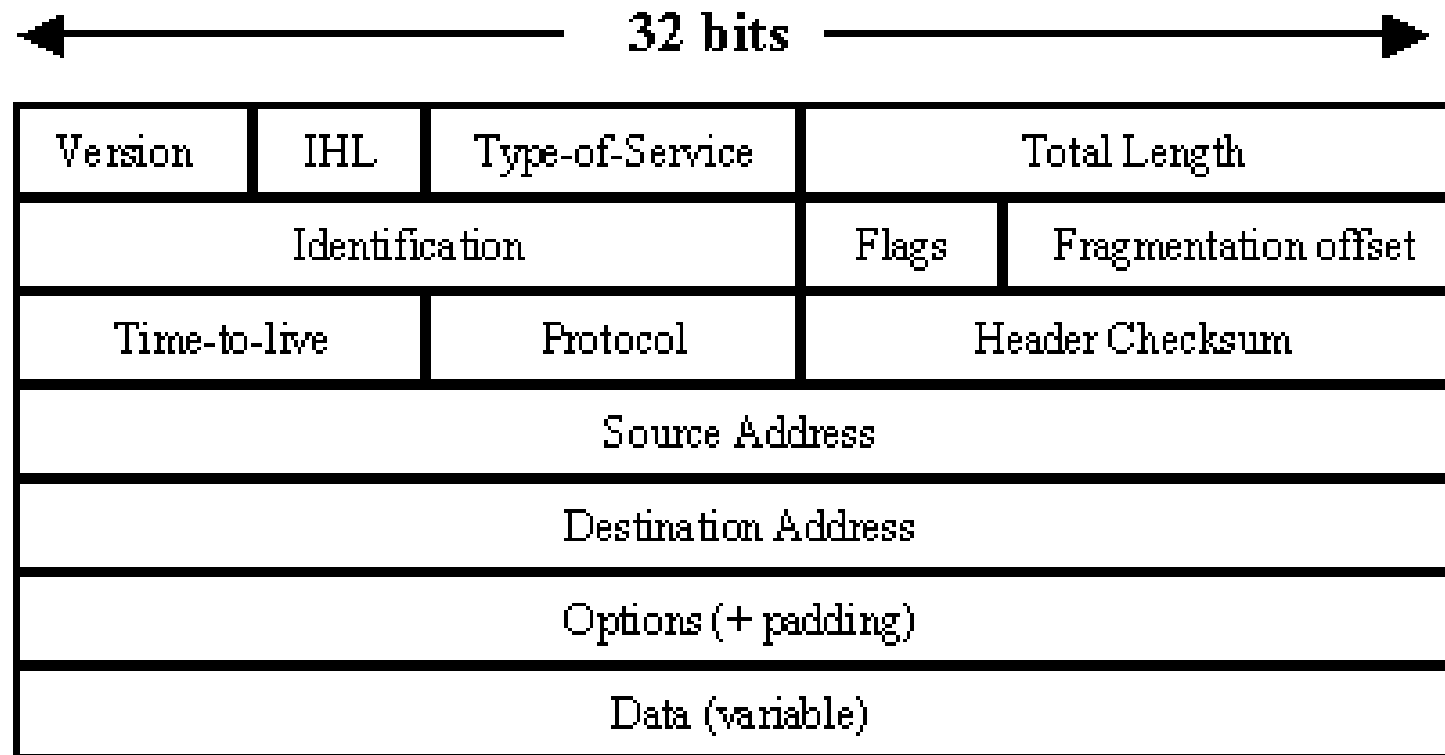 32 bits
Version IHL Type-of-Service Total Length
Identification Flags Fragmentation offset
Time-to-live Protocol Header Checksum
Source Address
Destination Address
Options (+ padding)
Data (variable)